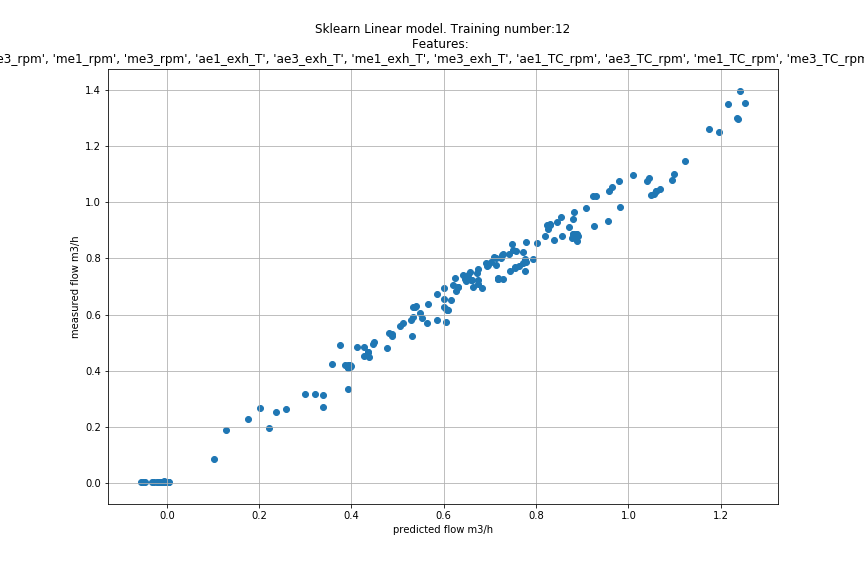 Sklearn Linear model. Training number:12
Features:
e3_rpm', 'me1_rpm', 'me3_rpm', 'ae1_exh_T', 'ae3_exh_T', 'me1_exh_T', 'me3_exh_T', 'ae1_TC_rpm', 'ae3_TC_rpm', 'me1_TC_rpm', 'me3_TC_rpm
1.4
1.2
1.0
0.8
0.6
0.4
0.2
0.0
measured flow m3/h
0.0 0.2 0.4 0.6 0.8 1.0 1.2
predicted flow m3/h